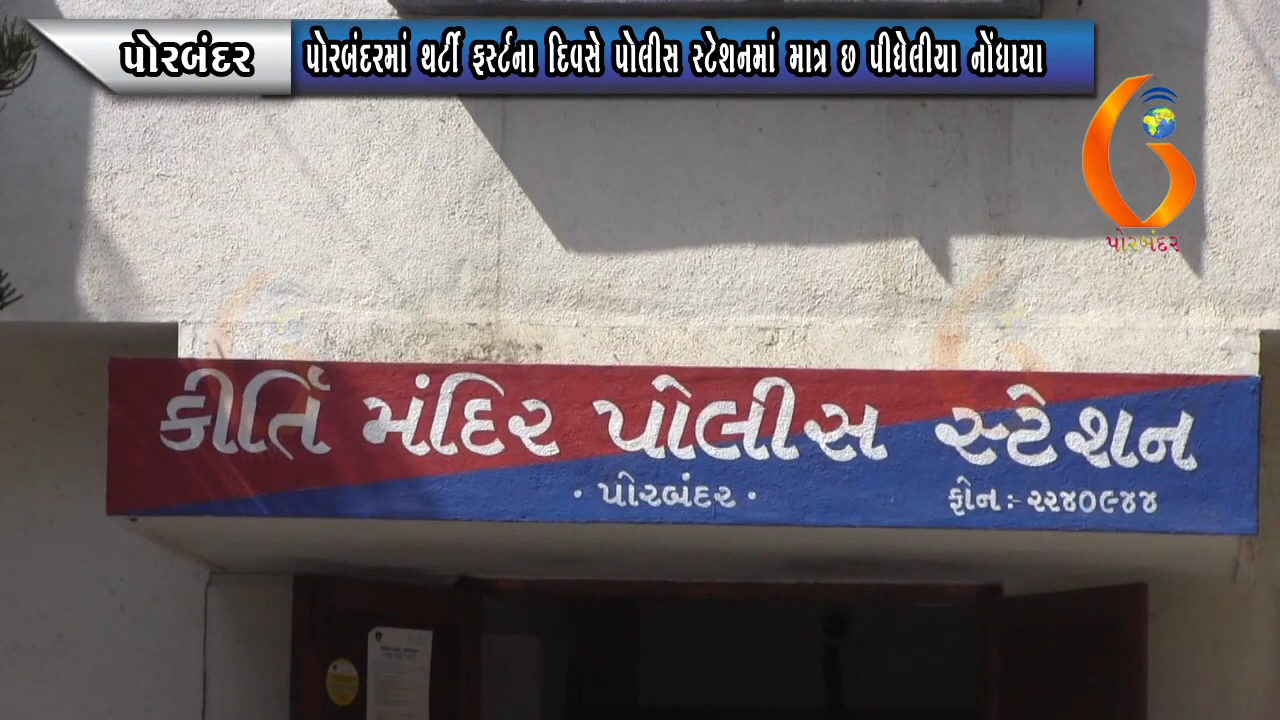 પોરબંદર
પોરબંદરમાં થર્ટી ફર્સ્ટના દિવસે પોલીસ સ્ટેશનમાં માત્ર છ પીધેલીયા નોંધાયા
પોરબંદર
કીર્તિ મંદિર પોલીસ સ્ટેશન
· પોરબંદર ·
ફોન :- ૨૨૪૦૯૪૪